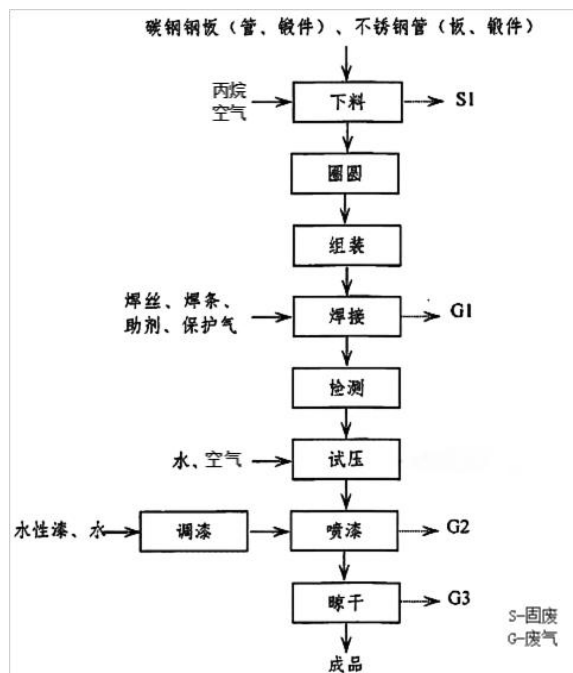 碳钢钢板（管、锻件）、不锈钢管（板、锻件）
丙烷
空气
下料
S1
圈圆
组装
焊丝、焊条、
助剂、保护气
焊接
G1
检测
水、空气
试压
水性漆、水
调漆
喷漆
G2
晾干
G3
S-固废
G-废气
成品